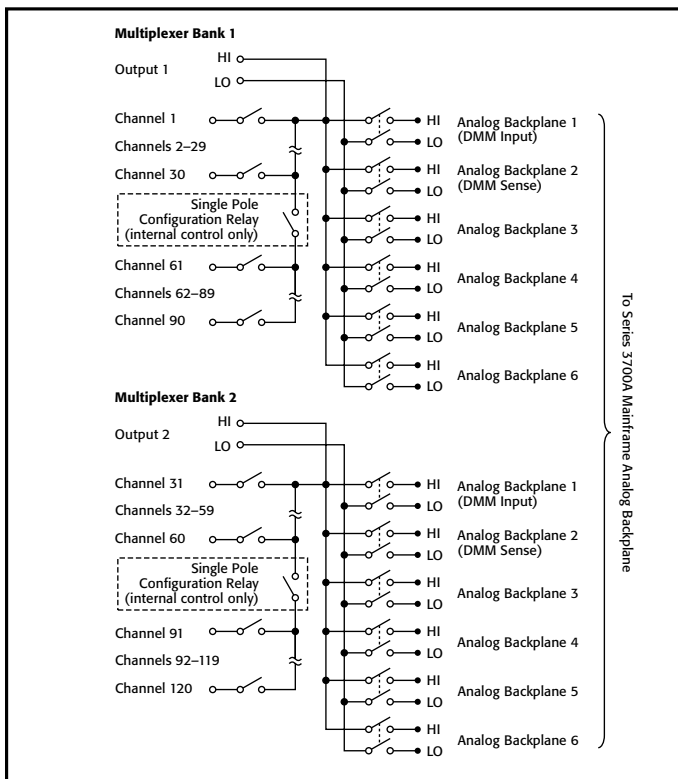 Multiplexer Bank 1
HI
Output 1
LO
Channel 1
HI
Analog Backplane 1
Channels 2–29
LO
(DMM Input)
Channel 30
HI
Analog Backplane 2
LO
(DMM Sense)
Single Pole
Configuration Relay
(internal control only)
HI
Analog Backplane 3
LO
Channel 61
HI
Analog Backplane 4
Channels 62–89
LO
Channel 90
HI
Analog Backplane 5
LO
HI
Analog Backplane 6
LO
Multiplexer Bank 2
HI
Output 2
LO
Channel 31
HI
Analog Backplane 1
Channels 32–59
LO
(DMM Input)
Channel 60
HI
Analog Backplane 2
LO
(DMM Sense)
Single Pole
Configuration Relay
(internal control only)
HI
Analog Backplane 3
LO
Channel 91
HI
Analog Backplane 4
Channels 92–119
LO
Channel 120
HI
Analog Backplane 5
LO
HI
Analog Backplane 6
LO
To Series 3700A Mainframe Analog Backplane